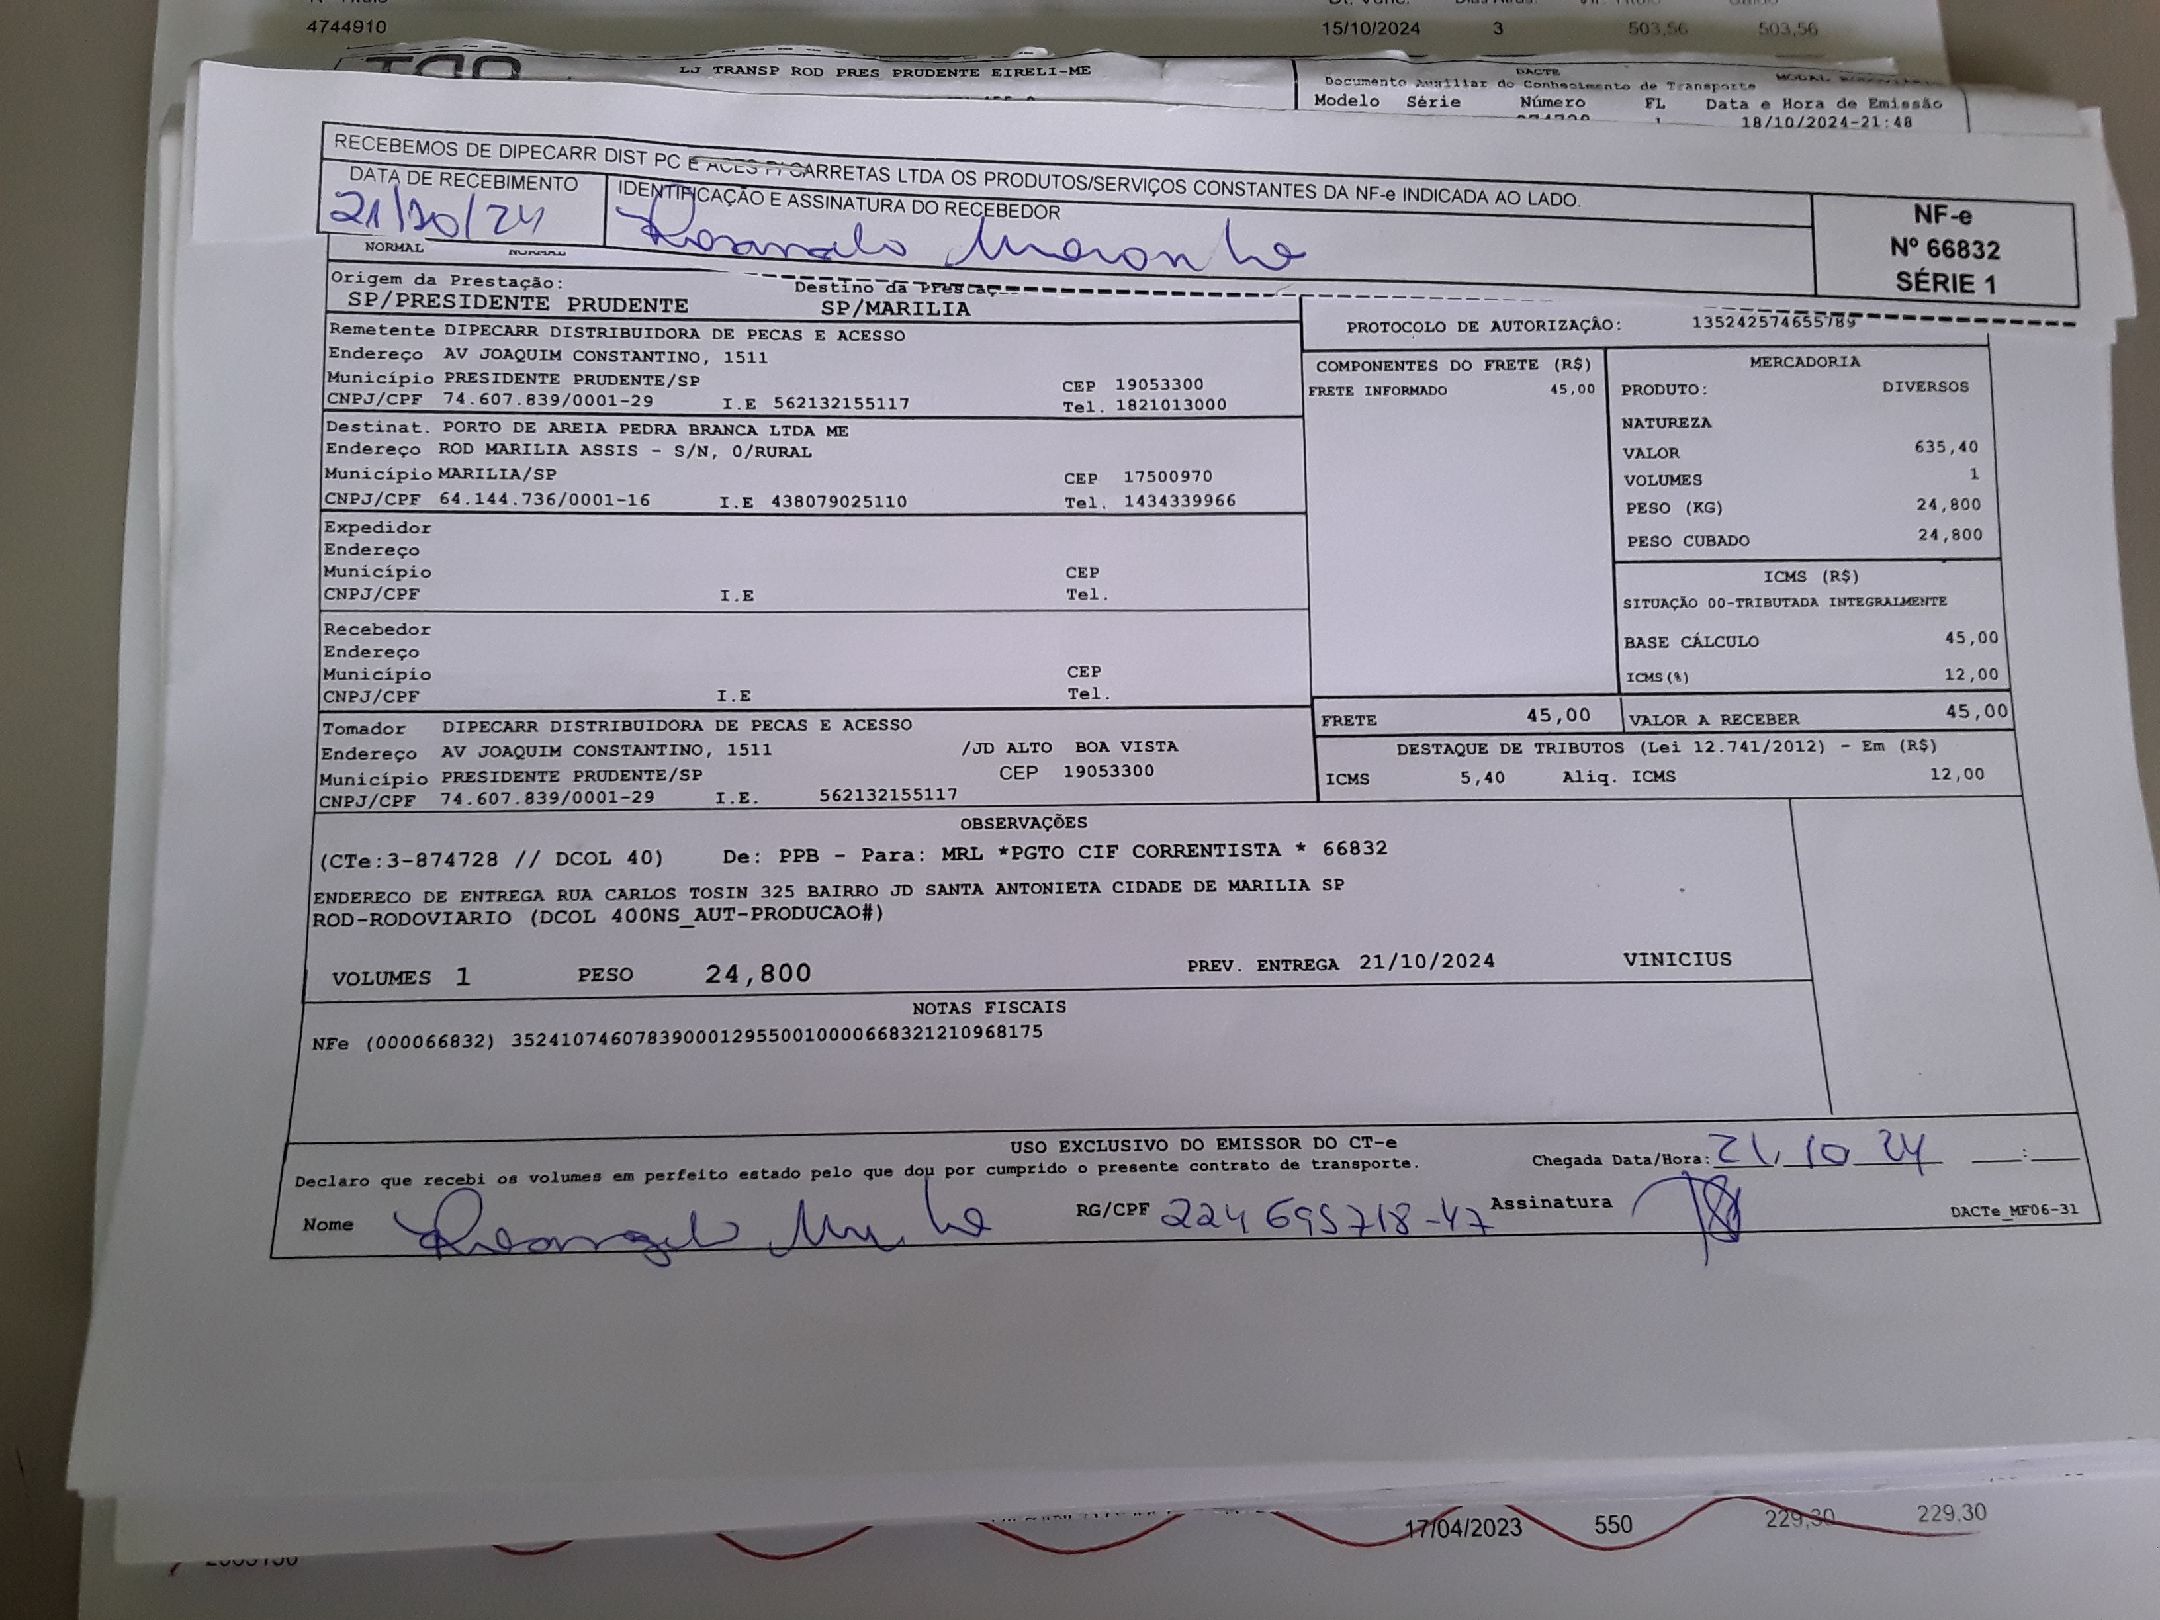 4744910 15/10/2024 3 503,56 503,56
LJ TRANSP ROD PRES PRUDENTE EIRELI-ME
DACTE
Documento Auxiliar do Conhecimento de Transporte MODAL
Modelo Série Número FL Data e Hora de Emissão
1 18/10/2024-21:48
RECEBEMOS DE DIPECARR DIST PC E ACES P/ CARRETAS LTDA OS PRODUTOS/SERVIÇOS CONSTANTES DA NF-e INDICADA AO LADO.
DATA DE RECEBIMENTO IDENTIFICAÇÃO E ASSINATURA DO RECEBEDOR
21/10/24
NF-e
Nº 66832
SÉRIE 1
NORMAL NORMAL
Origem da Prestação: Destino da Prestaç
SP/PRESIDENTE PRUDENTE SP/MARILIA
PROTOCOLO DE AUTORIZAÇÃO: 135242574655789
Remetente DIPECARR DISTRIBUIDORA DE PECAS E ACESSO
Endereço AV JOAQUIM CONSTANTINO, 1511
Município PRESIDENTE PRUDENTE/SP CEP 19053300
CNPJ/CPF 74.607.839/0001-29 I.E 562132155117 Tel. 1821013000
Destinat. PORTO DE AREIA PEDRA BRANCA LTDA ME
Endereço ROD MARILIA ASSIS - S/N, 0/RURAL
Município MARILIA/SP CEP 17500970
CNPJ/CPF 64.144.736/0001-16 I.E 438079025110 Tel. 1434339966
Expedidor
Endereço
Município CEP
CNPJ/CPF I.E Tel.
Recebedor
Endereço
Município CEP
CNPJ/CPF I.E Tel.
Tomador DIPECARR DISTRIBUIDORA DE PECAS E ACESSO
Endereço AV JOAQUIM CONSTANTINO, 1511 /JD ALTO BOA VISTA
Município PRESIDENTE PRUDENTE/SP CEP 19053300
CNPJ/CPF 74.607.839/0001-29 I.E. 562132155117
COMPONENTES DO FRETE (R$)
FRETE INFORMADO 45,00
MERCADORIA
PRODUTO: DIVERSOS
NATUREZA
VALOR 635,40
VOLUMES 1
PESO (KG) 24,800
PESO CUBADO 24,800
ICMS (R$)
SITUAÇÃO 00-TRIBUTADA INTEGRALMENTE
BASE CÁLCULO 45,00
ICMS(%) 12,00
FRETE 45,00 VALOR A RECEBER 45,00
DESTAQUE DE TRIBUTOS (Lei 12.741/2012) - Em (R$)
ICMS 5,40 Aliq. ICMS 12,00
OBSERVAÇÕES
(CTe:3-874728 // DCOL 40) De: PPB - Para: MRL *PGTO CIF CORRENTISTA * 66832
ENDERECO DE ENTREGA RUA CARLOS TOSIN 325 BAIRRO JD SANTA ANTONIETA CIDADE DE MARILIA SP
ROD-RODOVIARIO (DCOL 400NS_AUT-PRODUCAO#)
VOLUMES 1 PESO 24,800 PREV. ENTREGA 21/10/2024 VINICIUS
NOTAS FISCAIS
NFe (000066832) 35241074607839000129550010000668321210968175
USO EXCLUSIVO DO EMISSOR DO CT-e
Declaro que recebi os volumes em perfeito estado pelo que dou por cumprido o presente contrato de transporte. Chegada Data/Hora: 21 10 24 :
Nome RG/CPF 224695718-47 Assinatura DACTe_MF06-31
17/04/2023 550 229,30 229,30